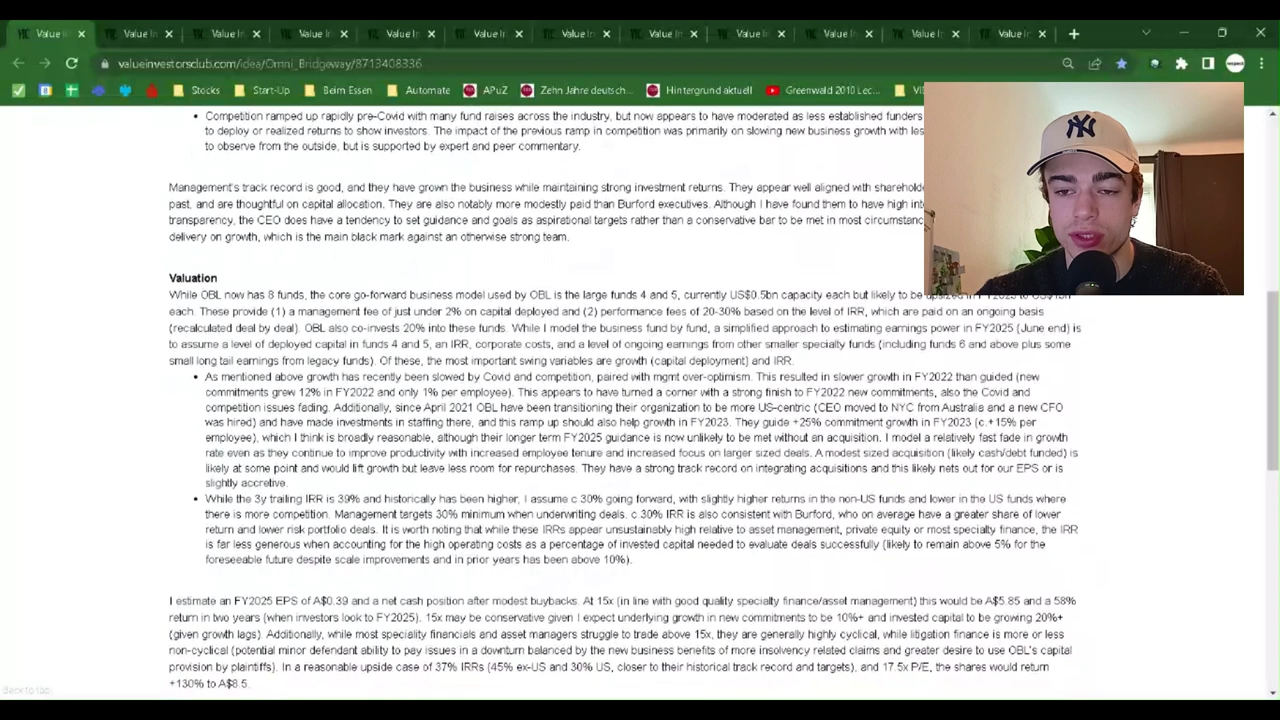 Value I
Value In
Value In
Value In
Value In
Value In
Value In
Value In
Value In
Value In
Value In
Value In
valueinvestorsclub.com/idea/Omni_Bridgeway/8713408336
Stocks
Start-Up
Beim Essen
Automate
APuZ
Zehn Jahre deutsch...
Hintergrund aktuell
Greenwald 2010 Lec...
Competition ramped up rapidly pre-Covid with many fund raises across the industry, but now appears to have moderated as less established funders
to deploy or realized returns to show investors. The impact of the previous ramp in competition was primarily on slowing new business growth with les
to observe from the outside, but is supported by expert and peer commentary.
Management's track record is good, and they have grown the business while maintaining strong investment returns. They appear well aligned with shareholde
past, and are thoughtful on capital allocation. They are also notably more modestly paid than Burford executives. Although I have found them to have high int
transparency, the CEO does have a tendency to set guidance and goals as aspirational targets rather than a conservative bar to be met in most circumstanc
delivery on growth, which is the main black mark against an otherwise strong team.
Valuation
While OBL now has 8 funds, the core go-forward business model used by OBL is the large funds 4 and 5, currently US$0.5bn capacity each but likely to be upsized in FY2023 to US$1bn
each. These provide (1) a management fee of just under 2% on capital deployed and (2) performance fees of 20-30% based on the level of IRR, which are paid on an ongoing basis
(recalculated deal by deal). OBL also co-invests 20% into these funds. While I model the business fund by fund, a simplified approach to estimating earnings power in FY2025 (June end) is
to assume a level of deployed capital in funds 4 and 5, an IRR, corporate costs, and a level of ongoing earnings from other smaller specialty funds (including funds 6 and above plus some
small long tail earnings from legacy funds). Of these, the most important swing variables are growth (capital deployment) and IRR.
As mentioned above growth has recently been slowed by Covid and competition, paired with mgmt over-optimism. This resulted in slower growth in FY2022 than guided (new
commitments grew 12% in FY2022 and only 1% per employee). This appears to have turned a corner with a strong finish to FY2022 new commitments, also the Covid and
competition issues fading. Additionally, since April 2021 OBL have been transitioning their organization to be more US-centric (CEO moved to NYC from Australia and a new CFO
was hired) and have made investments in staffing there, and this ramp up should also help growth in FY2023. They guide +25% commitment growth in FY2023 (c.+15% per
employee), which I think is broadly reasonable, although their longer term FY2025 guidance is now unlikely to be met without an acquisition. I model a relatively fast fade in growth
rate even as they continue to improve productivity with increased employee tenure and increased focus on larger sized deals. A modest sized acquisition (likely cash/debt funded) is
likely at some point and would lift growth but leave less room for repurchases. They have a strong track record on integrating acquisitions and this likely nets out for our EPS or is
slightly accretive.
While the 3y trailing IRR is 39% and historically has been higher, I assume c 30% going forward, with slightly higher returns in the non-US funds and lower in the US funds where
there is more competition. Management targets 30% minimum when underwriting deals. c.30% IRR is also consistent with Burford, who on average have a greater share of lower
return and lower risk portfolio deals. It is worth noting that while these IRRs appear unsustainably high relative to asset management, private equity or most specialty finance, the IRR
is far less generous when accounting for the high operating costs as a percentage of invested capital needed to evaluate deals successfully (likely to remain above 5% for the
foreseeable future despite scale improvements and in prior years has been above 10%).
I estimate an FY2025 EPS of A$0.39 and a net cash position after modest buybacks. At 15x (in line with good quality specialty finance/asset management) this would be A$5.85 and a 58%
return in two years (when investors look to FY2025). 15x may be conservative given I expect underlying growth in new commitments to be 10%+ and invested capital to be growing 20%+
(given growth lags). Additionally, while most speciality financials and asset managers struggle to trade above 15x, they are generally highly cyclical, while litigation finance is more or less
non-cyclical (potential minor defendant ability to pay issues in a downturn balanced by the new business benefits of more insolvency related claims and greater desire to use OBL's capital
provision by plaintiffs). In a reasonable upside case of 37% IRRs (45% ex-US and 30% US, closer to their historical track record and targets), and 17.5x P/E, the shares would return
+130% to A$8.5.